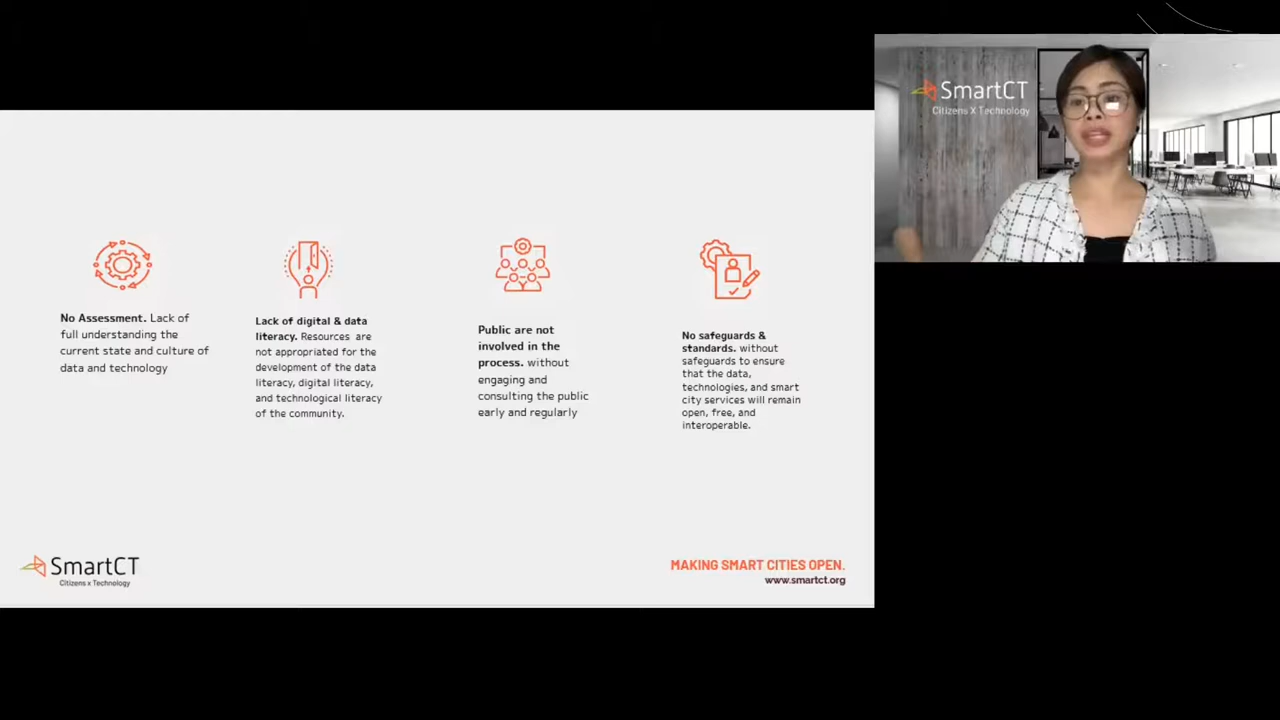 SmartCT
Citizens X Technology
No Assessment. Lack of
full understanding the
current state and culture of
data and technology
Lack of digital & data
literacy. Resources are
not appropriated for the
development of the data
literacy, digital literacy,
and technological literacy
of the community.
Public are not
involved in the
process. without
engaging and
consulting the public
early and regularly
No safeguards &
standards. without
safeguards to ensure
that the data,
technologies, and smart
city services will remain
open, free, and
interoperable.
SmartCT
Citizens x Technology
MAKING SMART CITIES OPEN.
www.smartct.org